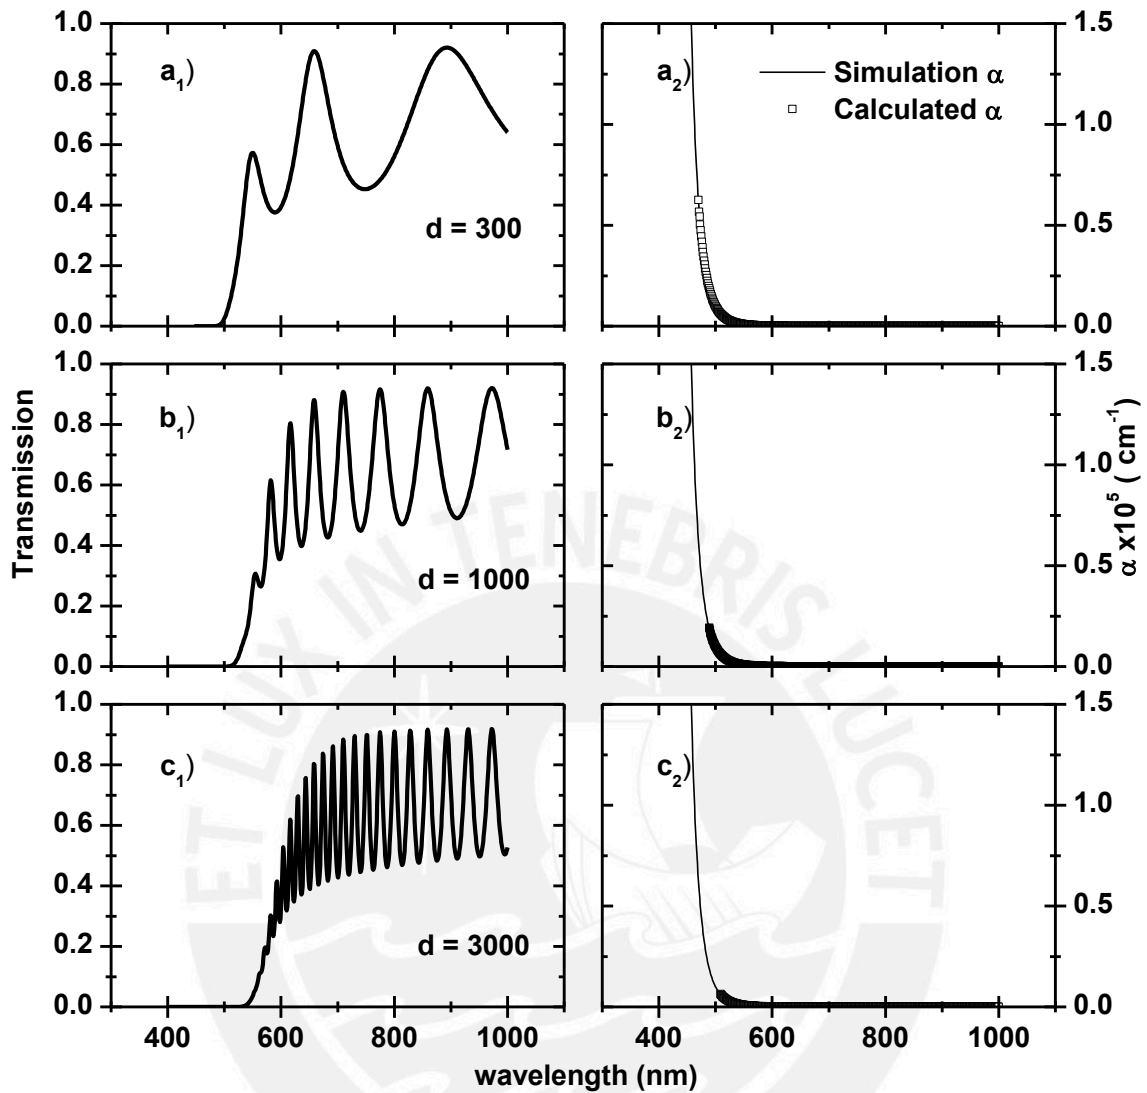 Transmission
1.0
0.8
0.6
0.4
0.2
0.0
a1)
d = 300
a2)
Simulation α
Calculated α
1.5
1.0
0.5
0.0
1.0
0.8
0.6
0.4
0.2
0.0
b1)
d = 1000
b2)
1.5
1.0
0.5
0.0
α x10^5 ( cm^-1)
1.0
0.8
0.6
0.4
0.2
0.0
c1)
d = 3000
c2)
1.5
1.0
0.5
0.0
400 600 800 1000
400 600 800 1000
wavelength (nm)
ET LUX IN TENEBRIS LUCET